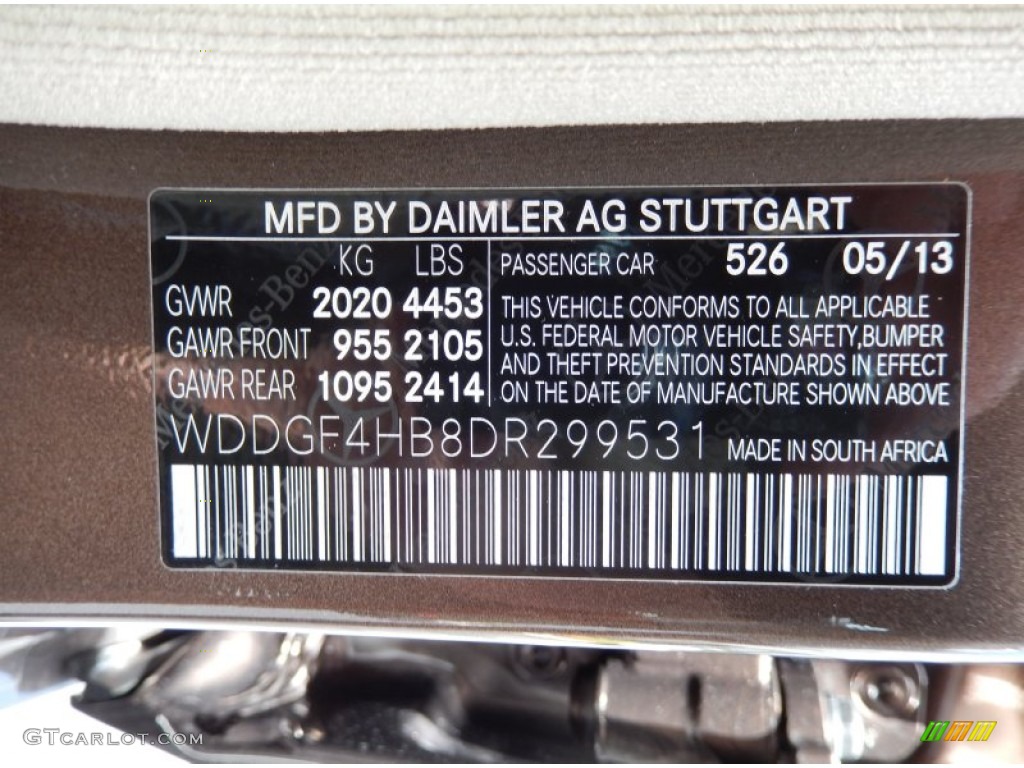 MFD BY DAIMLER AG STUTTGART
KG LBS
GVWR 2020 4453
GAWR FRONT 955 2105
GAWR REAR 1095 2414
PASSENGER CAR 526 05/13
THIS VEHICLE CONFORMS TO ALL APPLICABLE
U.S. FEDERAL MOTOR VEHICLE SAFETY,BUMPER
AND THEFT PREVENTION STANDARDS IN EFFECT
ON THE DATE OF MANUFACTURE SHOWN ABOVE
WDDGF4HB8DR299531 MADE IN SOUTH AFRICA
GTCARLOT.COM